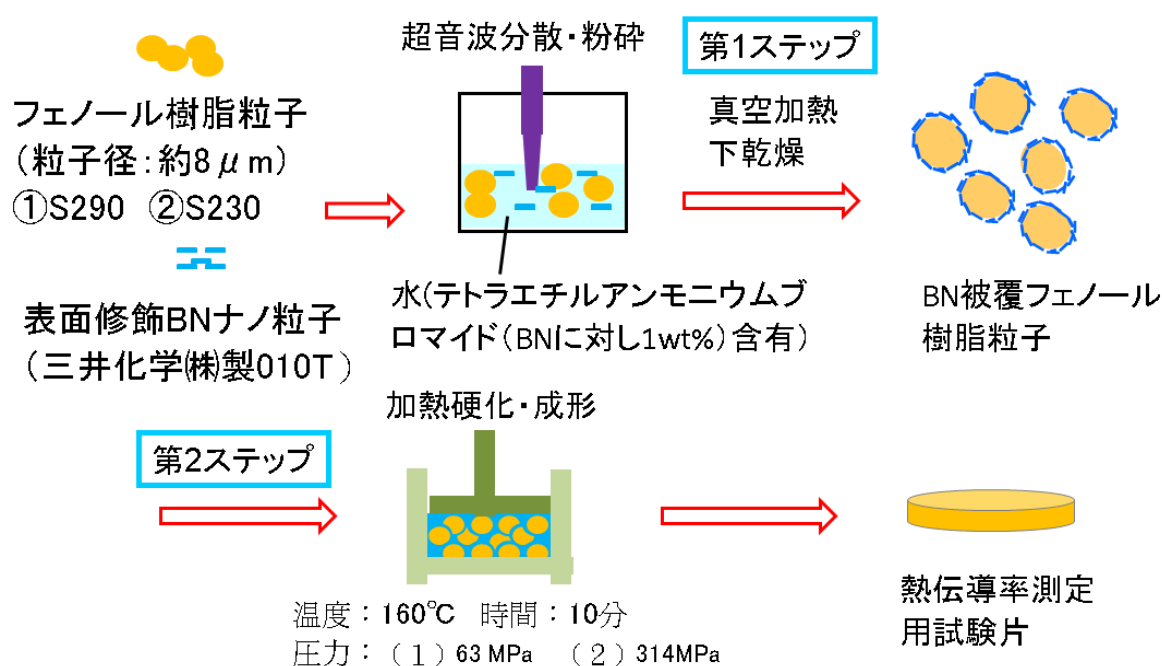 超音波分散・粉砕
第1ステップ
フェノール樹脂粒子
（粒子径：約8μm）
①S290 ②S230
真空加熱
下乾燥
表面修飾BNナノ粒子
（三井化学㈱製010T）
水(テトラエチルアンモニウムブ
ロマイド（BNに対し1wt%）含有）
BN被覆フェノール
樹脂粒子
第2ステップ
加熱硬化・成形
温度：160℃ 時間：10分
圧力：（１）63 MPa （２）314MPa
熱伝導率測定
用試験片